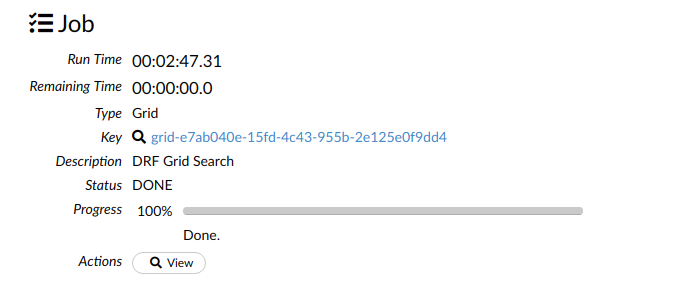 Job
Run Time 00:02:47.31
Remaining Time 00:00:00.0
Type Grid
Key grid-e7ab040e-15fd-4c43-955b-2e125e0f9dd4
Description DRF Grid Search
Status DONE
Progress 100%
Done.
Actions View